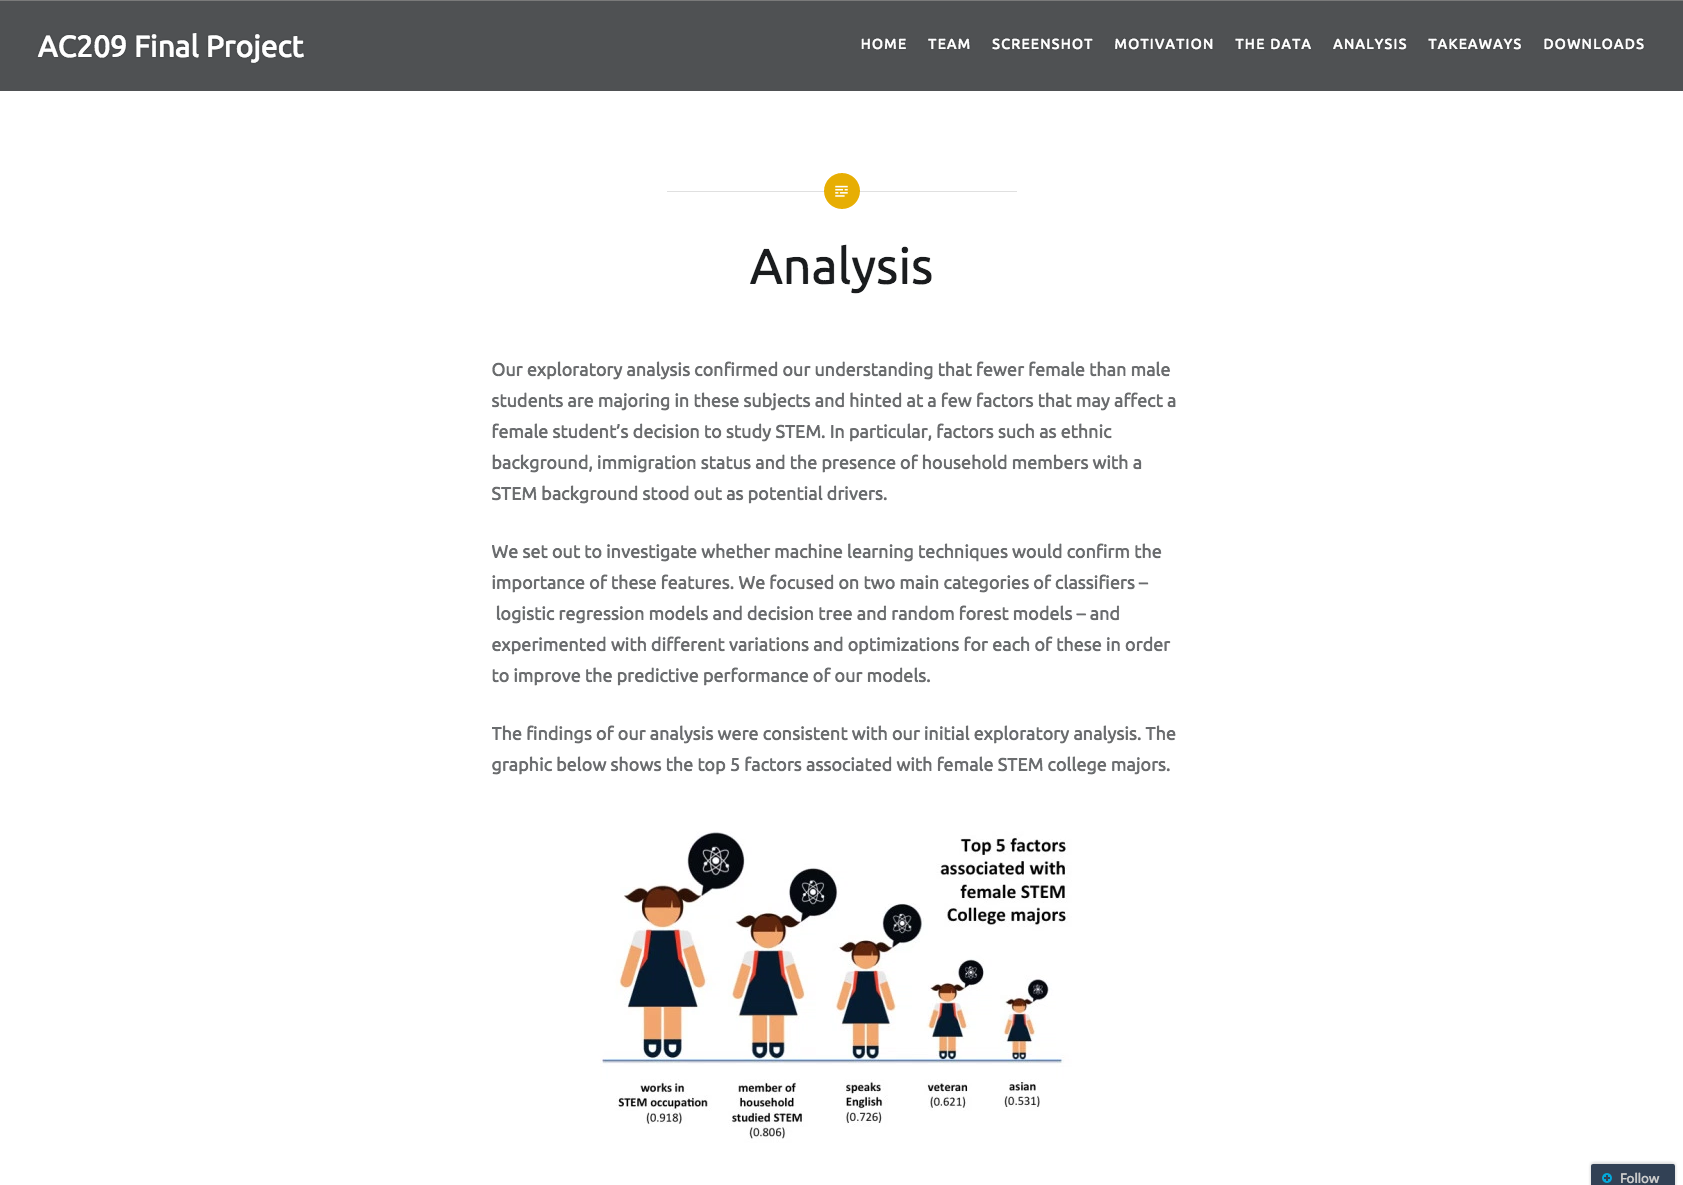 AC209 Final Project
HOME TEAM SCREENSHOT MOTIVATION THE DATA ANALYSIS TAKEAWAYS DOWNLOADS
Analysis
Our exploratory analysis confirmed our understanding that fewer female than male
students are majoring in these subjects and hinted at a few factors that may affect a
female student’s decision to study STEM. In particular, factors such as ethnic
background, immigration status and the presence of household members with a
STEM background stood out as potential drivers.
We set out to investigate whether machine learning techniques would confirm the
importance of these features. We focused on two main categories of classifiers –
logistic regression models and decision tree and random forest models – and
experimented with different variations and optimizations for each of these in order
to improve the predictive performance of our models.
The findings of our analysis were consistent with our initial exploratory analysis. The
graphic below shows the top 5 factors associated with female STEM college majors.
Top 5 factors
associated with
female STEM
College majors
works in
STEM occupation
(0.918)
member of
household
studied STEM
(0.806)
speaks
English
(0.726)
veteran
(0.621)
asian
(0.531)
Follow